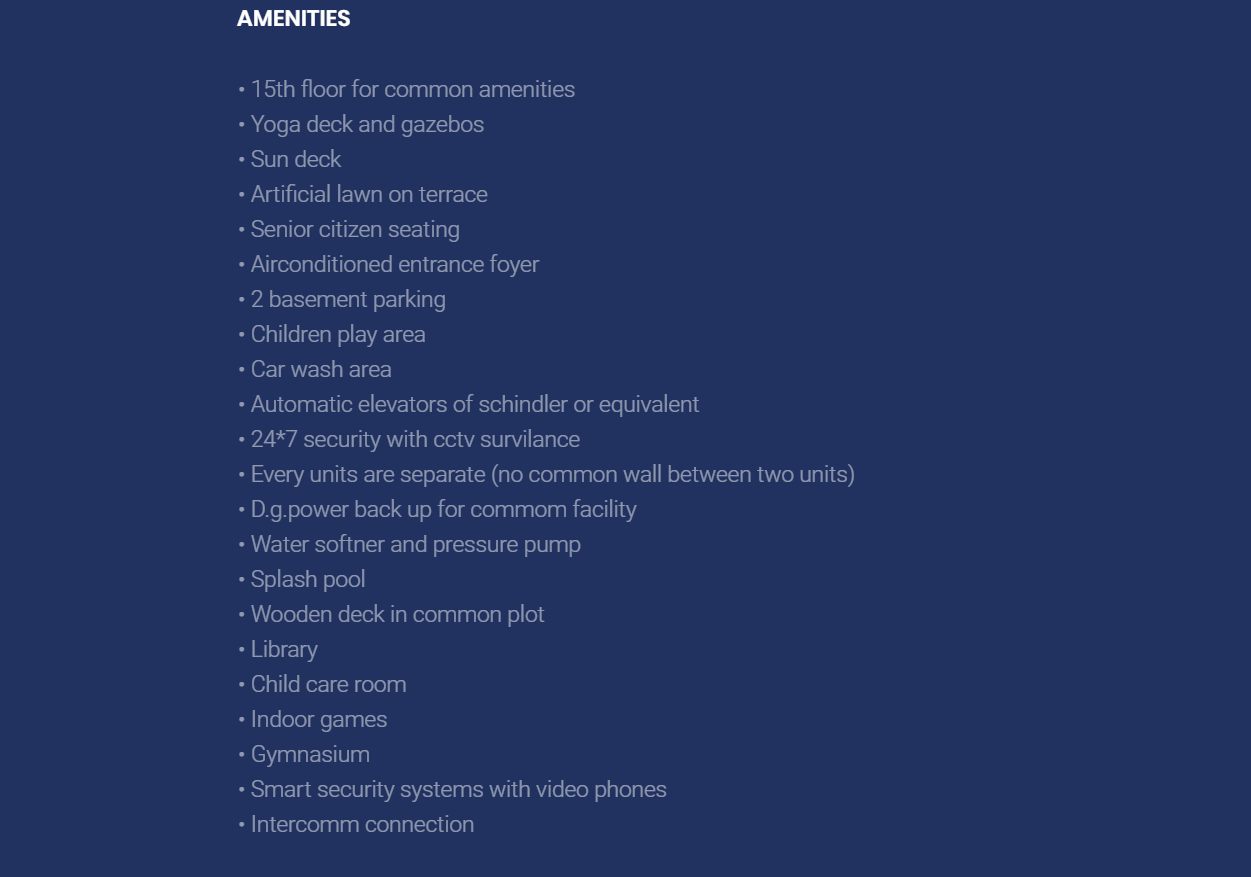 AMENITIES
• 15th floor for common amenities
• Yoga deck and gazebos
• Sun deck
• Artificial lawn on terrace
• Senior citizen seating
• Airconditioned entrance foyer
• 2 basement parking
• Children play area
• Car wash area
• Automatic elevators of schindler or equivalent
• 24*7 security with cctv survilance
• Every units are separate (no common wall between two units)
• D.g.power back up for commom facility
• Water softner and pressure pump
• Splash pool
• Wooden deck in common plot
• Library
• Child care room
• Indoor games
• Gymnasium
• Smart security systems with video phones
• Intercomm connection